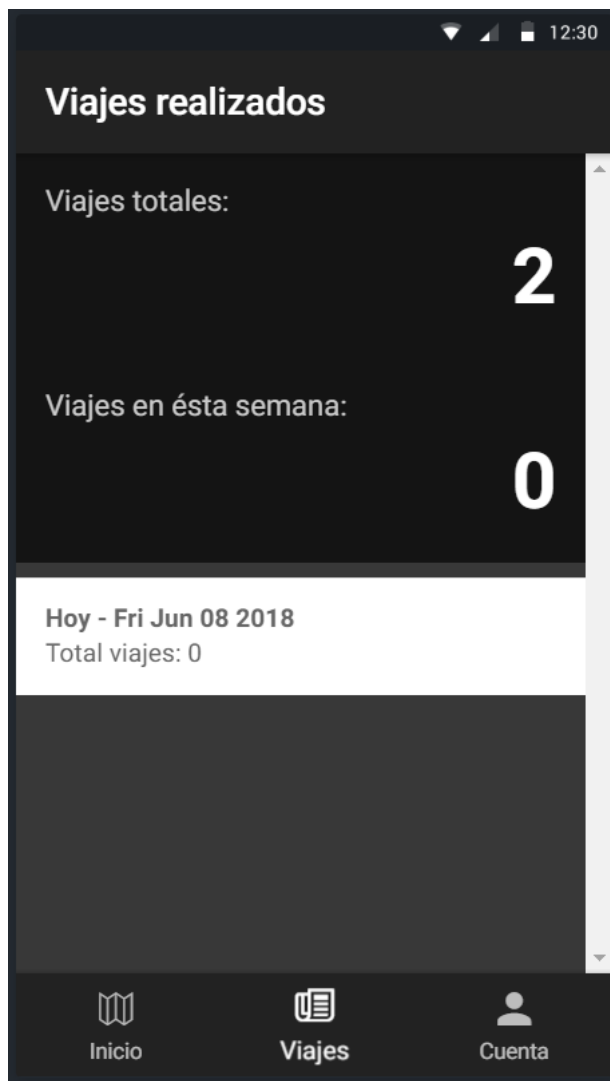 12:30
Viajes realizados
Viajes totales:
2
Viajes en ésta semana:
0
Hoy - Fri Jun 08 2018
Total viajes: 0
Inicio
Viajes
Cuenta